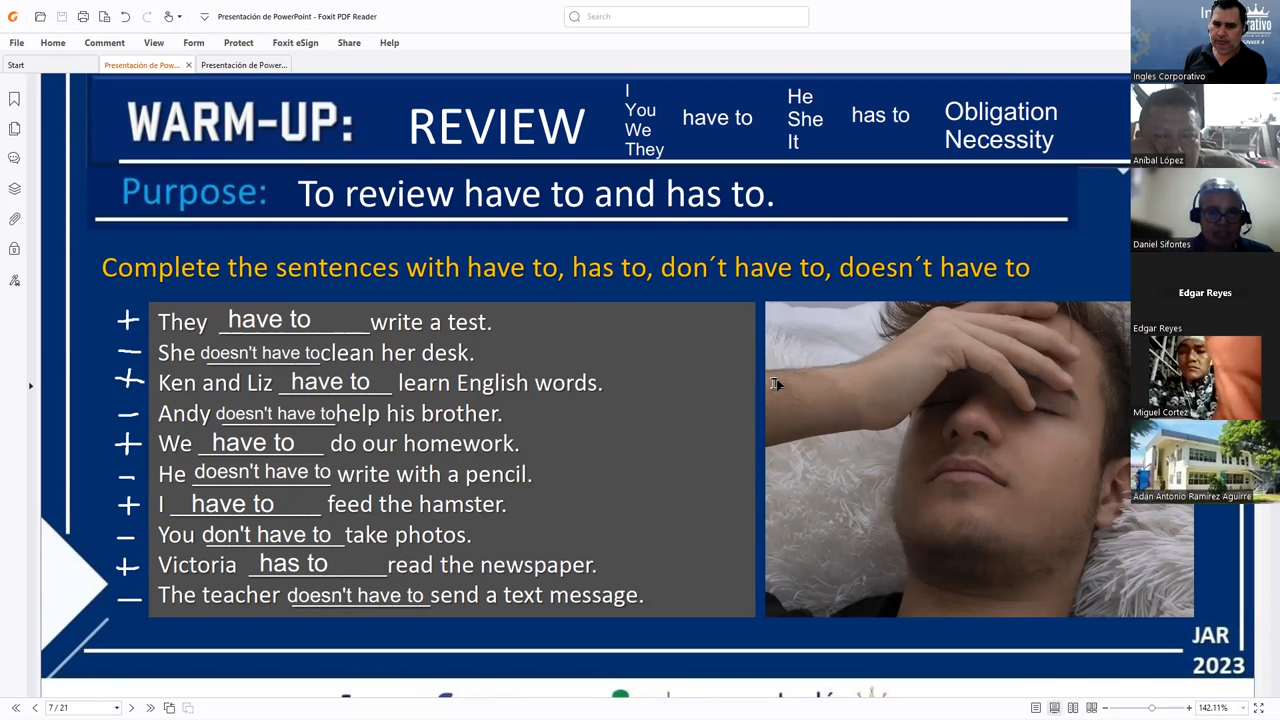 Presentación de PowerPoint - Foxit PDF Reader
Search
File Home Comment View Form Protect Foxit eSign Share Help
Start
Presentación de Pow...
Presentación de Power...
WARM-UP: REVIEW
I
You
We
They
have to
He
She
It
has to
Obligation
Necessity
Purpose: To review have to and has to.
Complete the sentences with have to, has to, don´t have to, doesn´t have to
+ They have to write a test.
- She doesn't have to clean her desk.
+ Ken and Liz have to learn English words.
- Andy doesn't have to help his brother.
+ We have to do our homework.
- He doesn't have to write with a pencil.
+ I have to feed the hamster.
- You don't have to take photos.
+ Victoria has to read the newspaper.
- The teacher doesn't have to send a text message.
JAR
2023
7 / 21
142.11%
Ingles Corporativo
Aníbal López
Daniel Sifontes
Edgar Reyes
Edgar Reyes
Miguel Cortez
Adán Antonio Ramírez Aguirre